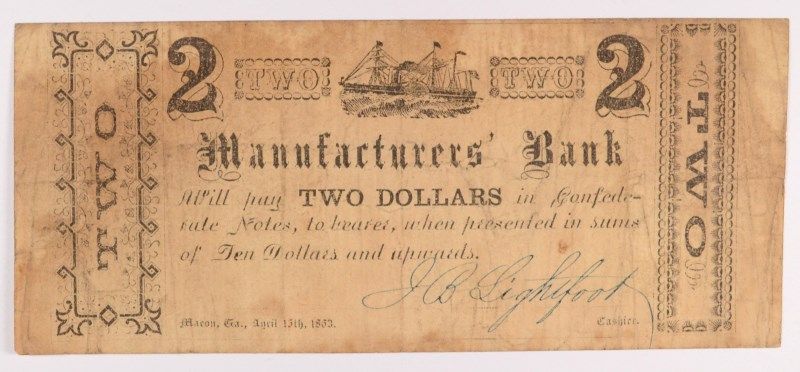 TWO
2 TWO TWO 2
Manufacturers' Bank
Will pay TWO DOLLARS in Confede-
rate Notes, to bearer, when presented in sums
of Ten Dollars and upwards.
J B Lightfoot
Macon, Ga., April 15th, 1863. Cashier.
TWO